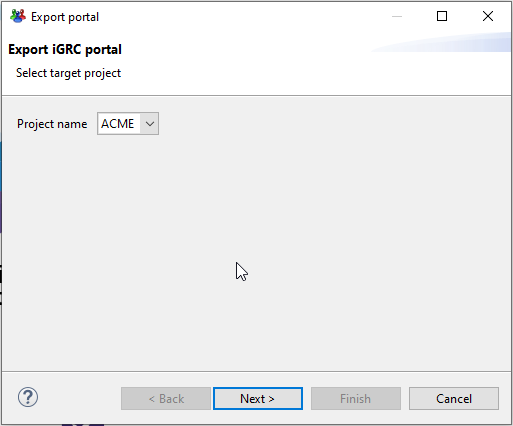 Export portal
Export iGRC portal
Select target project
Project name ACME
?
< Back Next > Finish Cancel